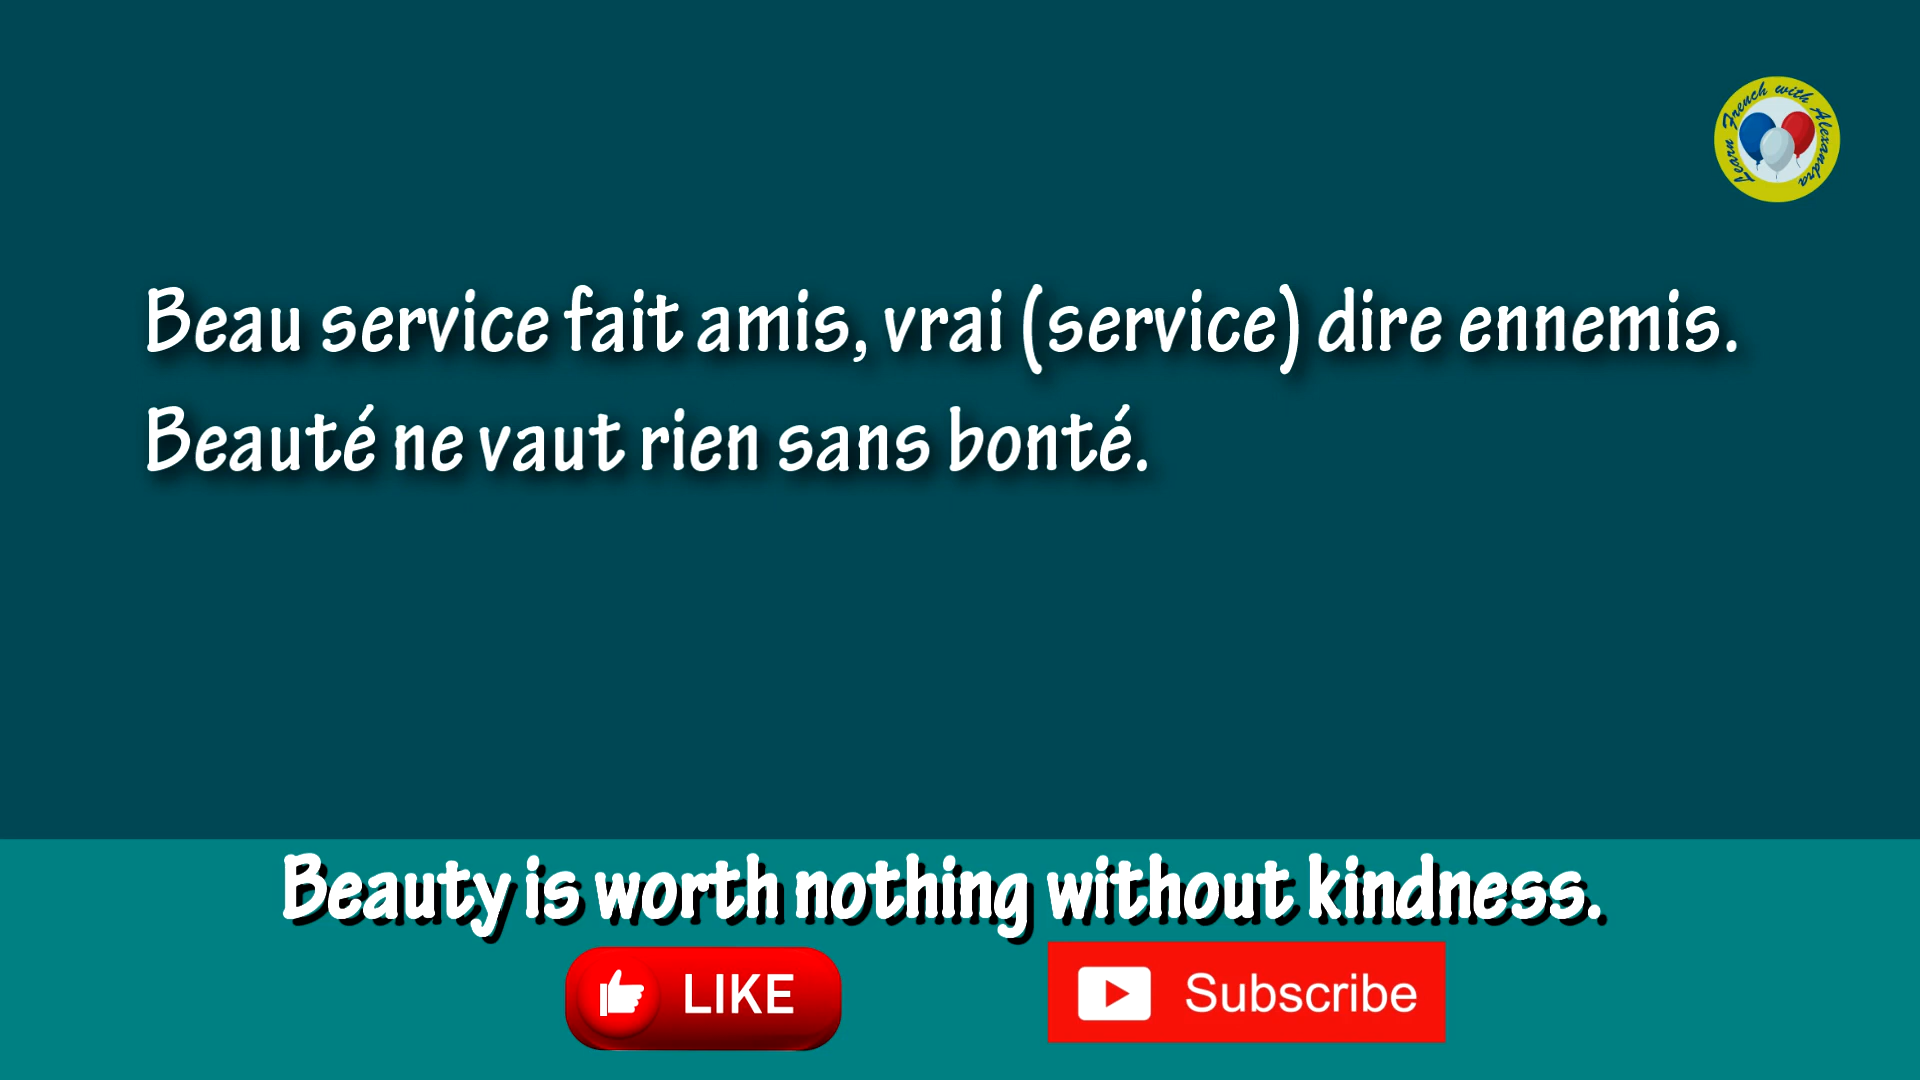 Learn French with Alexandra
Beau service fait amis, vrai (service) dire ennemis.
Beauté ne vaut rien sans bonté.
Beauty is worth nothing without kindness.
LIKE
Subscribe